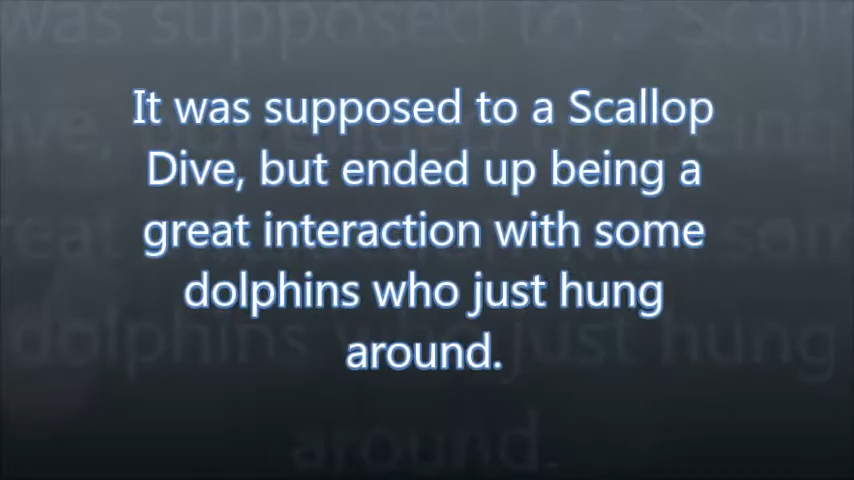 It was supposed to a Scallop
Dive, but ended up being a
great interaction with some
dolphins who just hung
around.